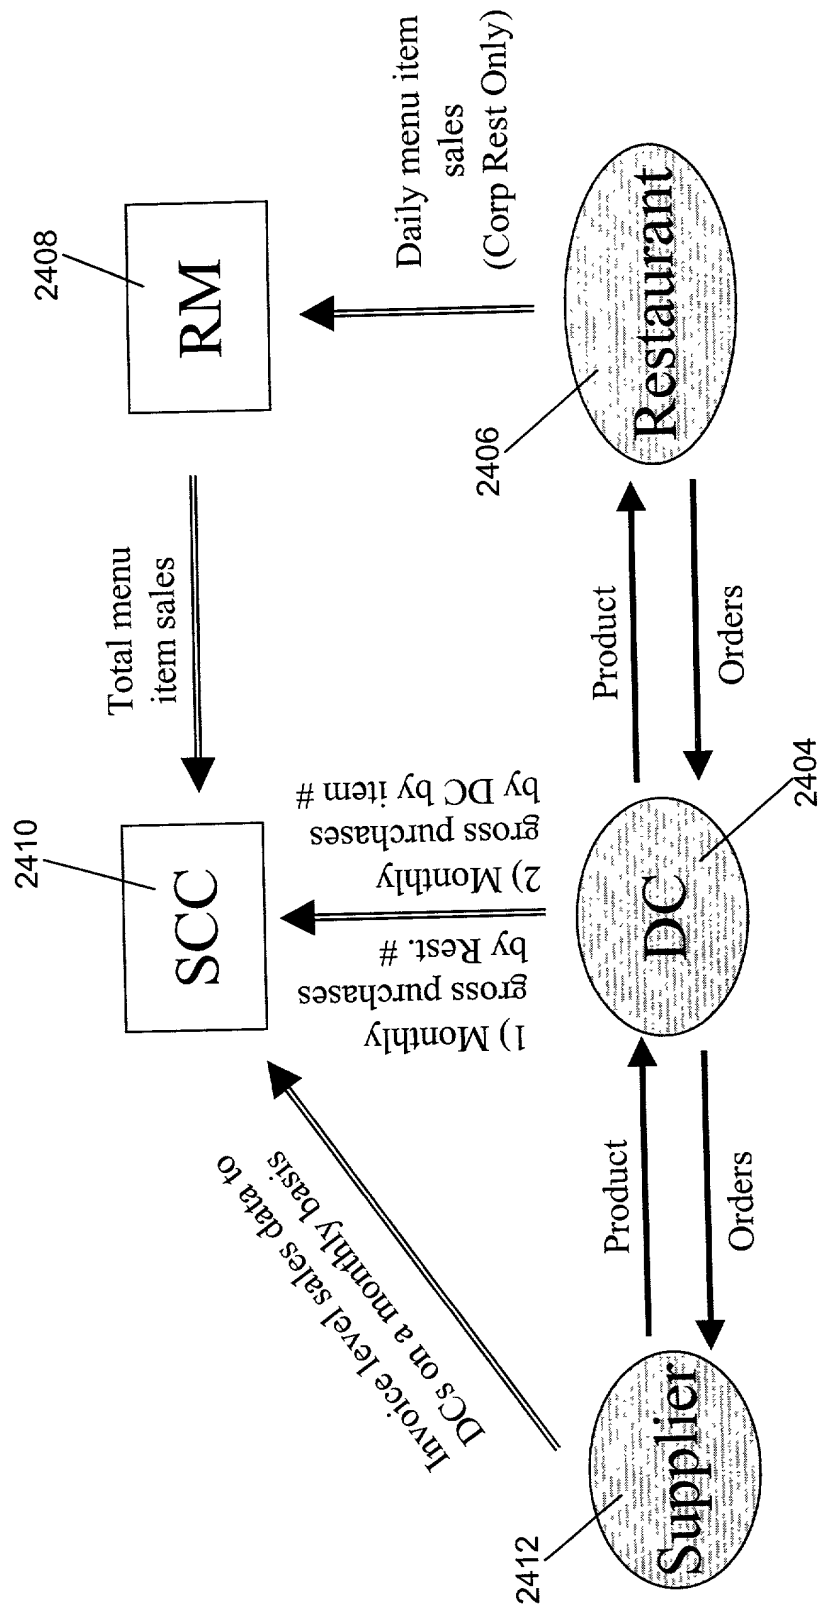 2410
2408
SCC
RM
Total menu
item sales
Invoice level sales data to
DCs on a monthly basis
1) Monthly
gross purchases
by Rest. #
2) Monthly
gross purchases
by DC by item #
Daily menu item
sales
(Corp Rest Only)
2412
2406
Supplier
Product
Orders
DC
2404
Product
Orders
Restaurant